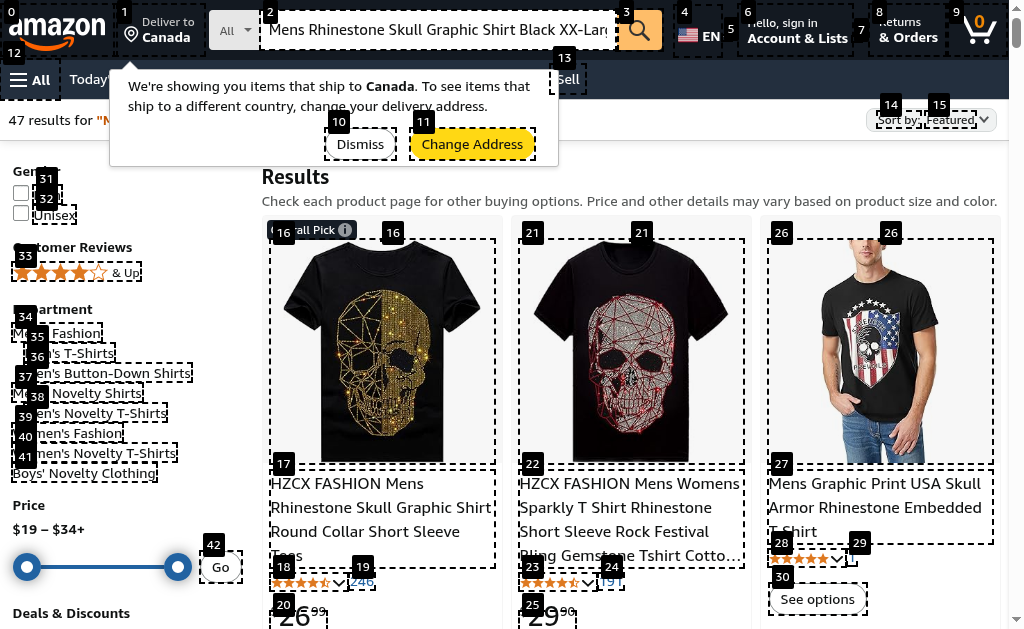 amazon
Deliver to
Canada
All
Mens Rhinestone Skull Graphic Shirt Black XX-Lar
EN
Hello, sign in
Account & Lists
Returns
& Orders
0
All
Today'
Sell
We're showing you items that ship to Canada. To see items that
ship to a different country, change your delivery address.
Dismiss
Change Address
47 results for "M
Sort by: Featured
Results
Check each product page for other buying options. Price and other details may vary based on product size and color.
Unisex
Customer Reviews
& Up
Department
Men's Fashion
Men's T-Shirts
Men's Button-Down Shirts
Men's Novelty Shirts
Men's Novelty T-Shirts
Women's Fashion
Women's Novelty T-Shirts
Boys' Novelty Clothing
Price
$19 – $34+
Go
Deals & Discounts
Overall Pick
HZCX FASHION Mens
Rhinestone Skull Graphic Shirt
Round Collar Short Sleeve
Tees
246
26 99
HZCX FASHION Mens Womens
Sparkly T Shirt Rhinestone
Short Sleeve Rock Festival
Bling Gemstone Tshirt Cotto...
191
29 90
Mens Graphic Print USA Skull
Armor Rhinestone Embedded
T-Shirt
1
See options
0
1
2
3
4
5
6
7
8
9
10
11
12
13
14
15
16
16
17
18
19
20
21
21
22
23
24
25
26
26
27
28
29
30
31
32
33
34
35
36
37
38
39
40
41
42